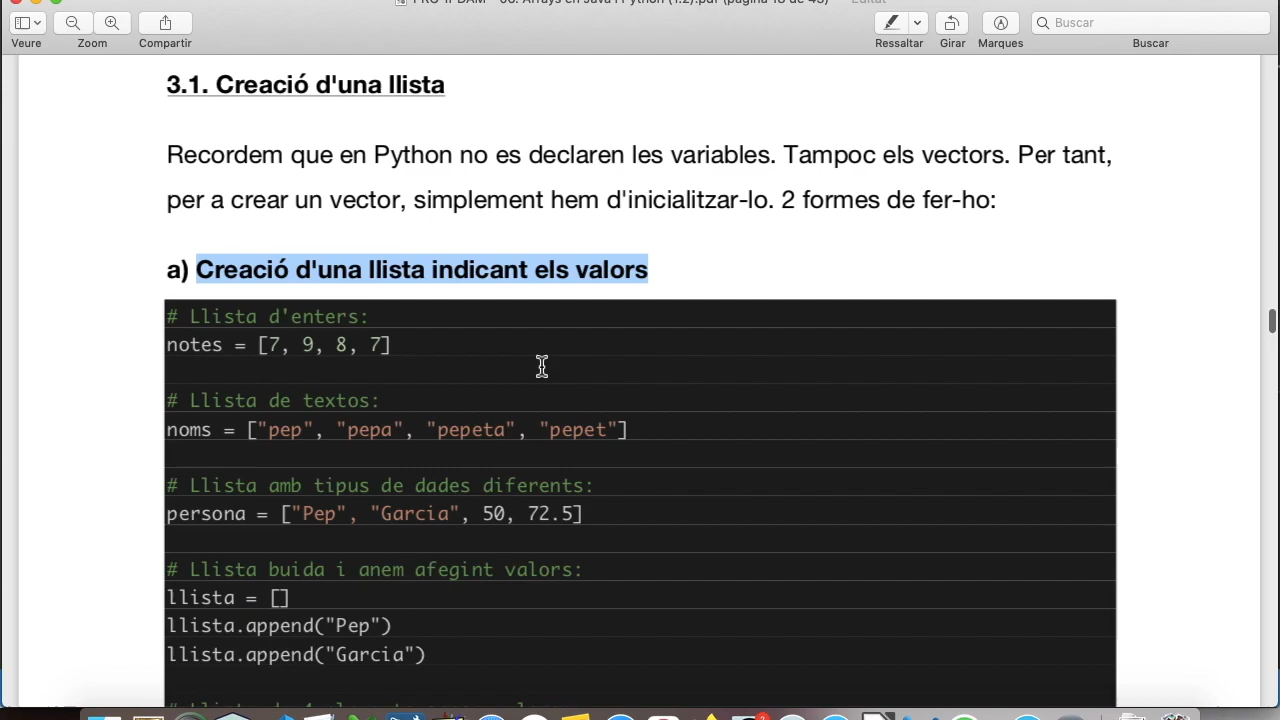 Veure
Zoom
Compartir
Ressaltar
Girar
Marques
Buscar
Buscar
3.1. Creació d'una llista
Recordem que en Python no es declaren les variables. Tampoc els vectors. Per tant,
per a crear un vector, simplement hem d'inicialitzar-lo. 2 formes de fer-ho:
a) Creació d'una llista indicant els valors
# Llista d'enters:
notes = [7, 9, 8, 7]
# Llista de textos:
noms = ["pep", "pepa", "pepeta", "pepet"]
# Llista amb tipus de dades diferents:
persona = ["Pep", "Garcia", 50, 72.5]
# Llista buida i anem afegint valors:
llista = []
llista.append("Pep")
llista.append("Garcia")